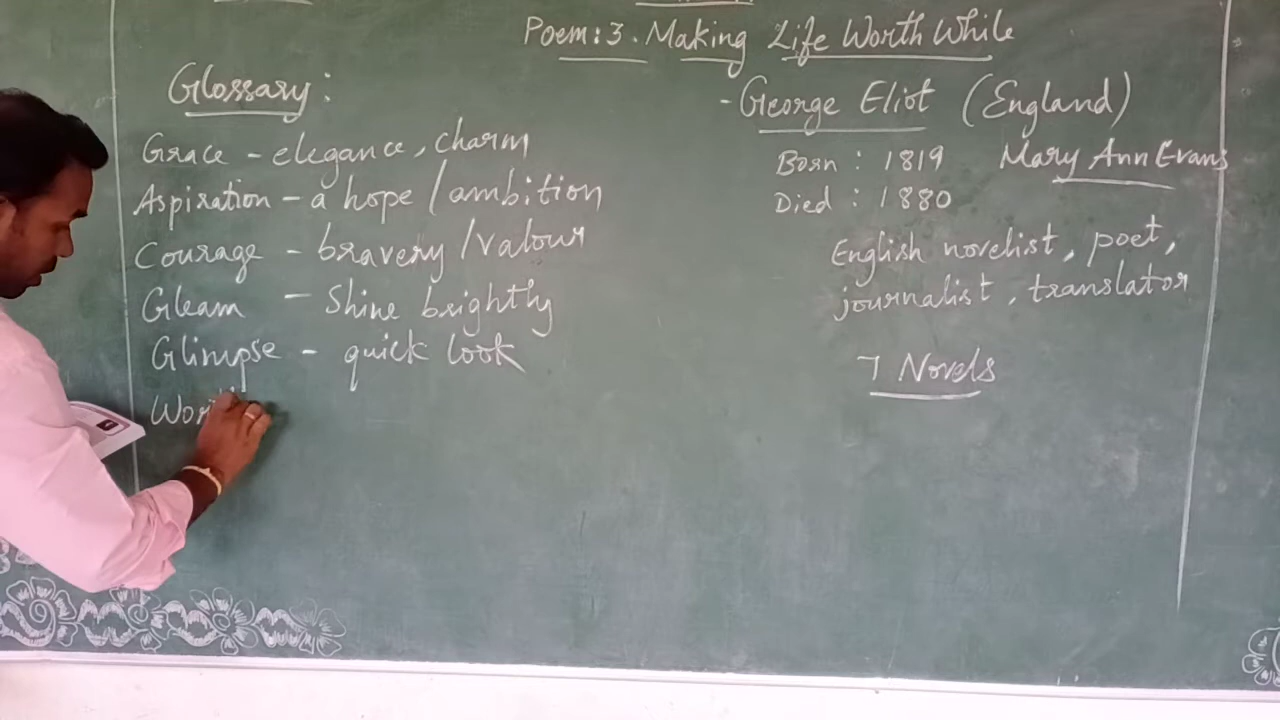 Poem: 3. Making Life Worth While
Glossary:
Grace - elegance, charm
Aspiration - a hope / ambition
Courage - bravery / valour
Gleam - Shine brightly
Glimpse - quick look
- George Eliot (England)
Born : 1819 Mary Ann Evans
Died : 1880
English novelist, poet,
journalist, translator
7 Novels